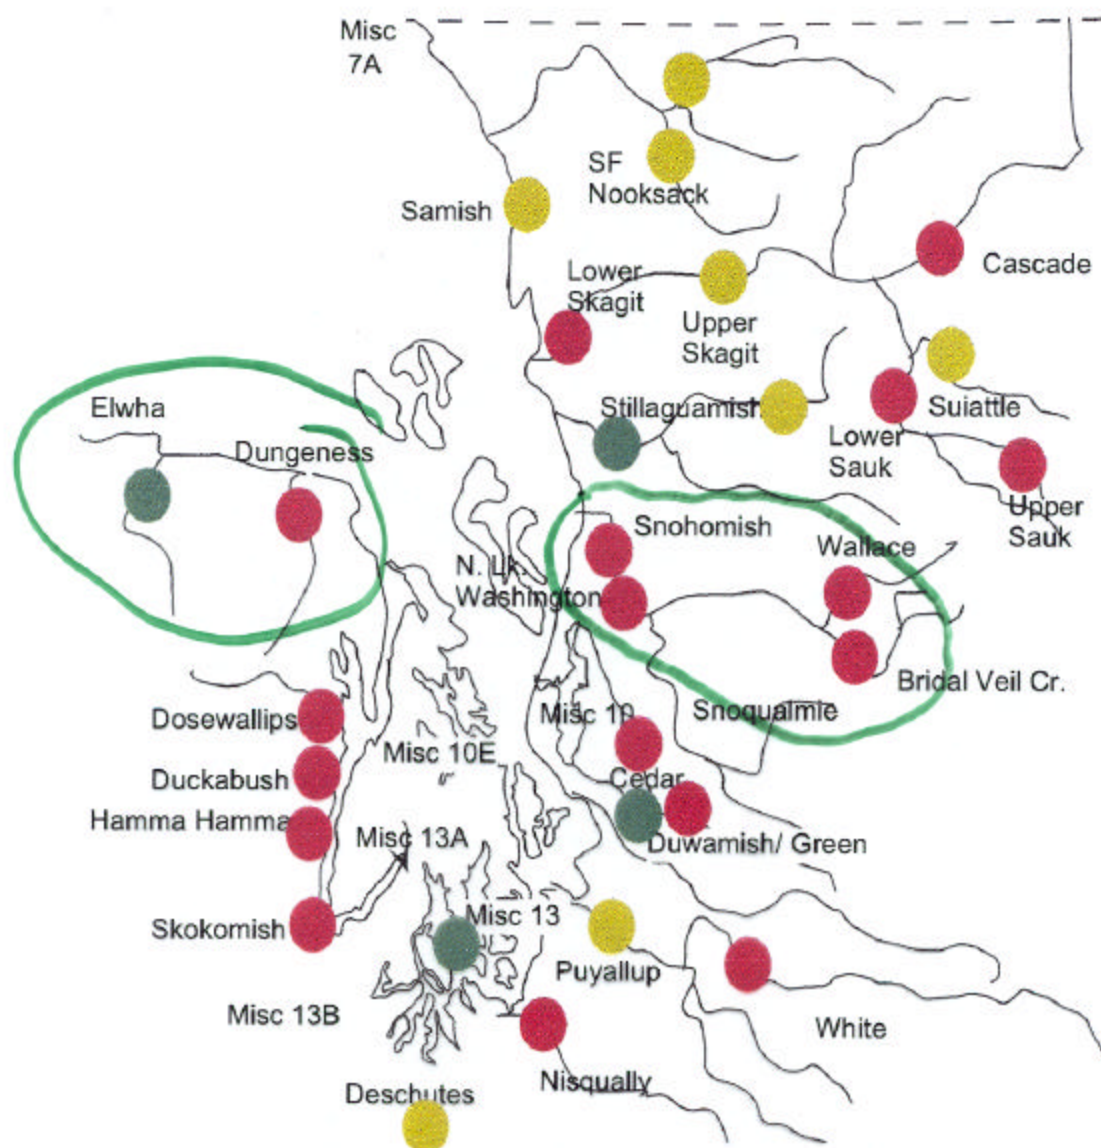 Misc
7A
SF
Nooksack
Samish
Cascade
Lower
Skagit
Upper
Skagit
Elwha
Stillaguamish
Suiattle
Dungeness
Lower
Sauk
Upper
Sauk
Snohomish
Wallace
N. Lk.
Washington
Bridal Veil Cr.
Dosewallips
Misc 10
Snoqualmie
Misc 10E
Duckabush
Cedar
Hamma Hamma
Misc 13A
Duwamish/ Green
Skokomish
Misc 13
Puyallup
Misc 13B
White
Nisqually
Deschutes